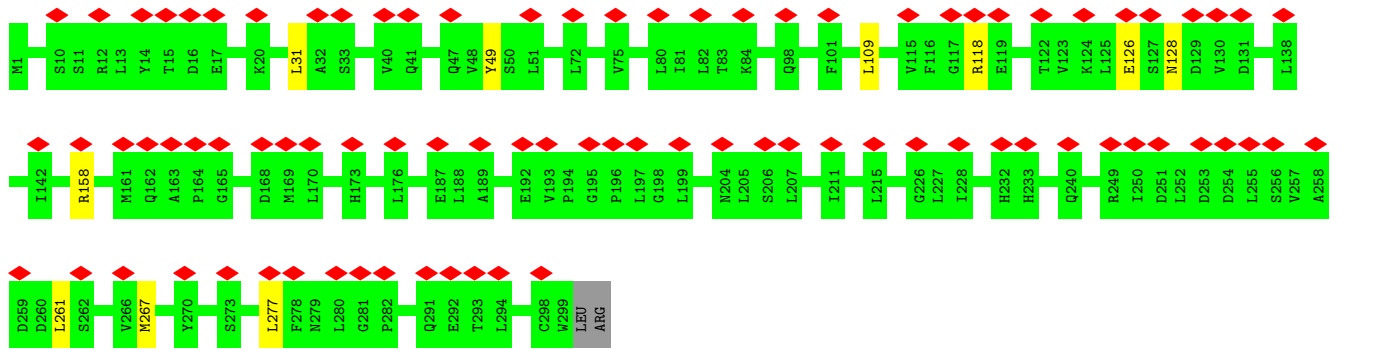 M1 S10 S11 R12 L13 Y14 T15 D16 E17 K20 L31 A32 S33 V40 Q41 Q47 V48 Y49 S50 L51 L72 V75 L80 I81 L82 T83 K84 Q98 F101 L109 V115 F116 G117 R118 E119 T122 V123 K124 L125 E126 S127 N128 D129 V130 D131 L138
I142 R158 M161 Q162 A163 P164 G165 D168 M169 L170 H173 L176 E187 L188 A189 E192 V193 P194 G195 P196 L197 G198 L199 N204 L205 S206 L207 I211 L215 G226 L227 I228 H232 H233 Q240 R249 I250 D251 L252 D253 D254 L255 S256 V257 A258
D259 D260 L261 S262 V266 M267 Y270 S273 L277 F278 N279 L280 G281 P282 Q291 E292 T293 L294 C298 W299 LEU ARG